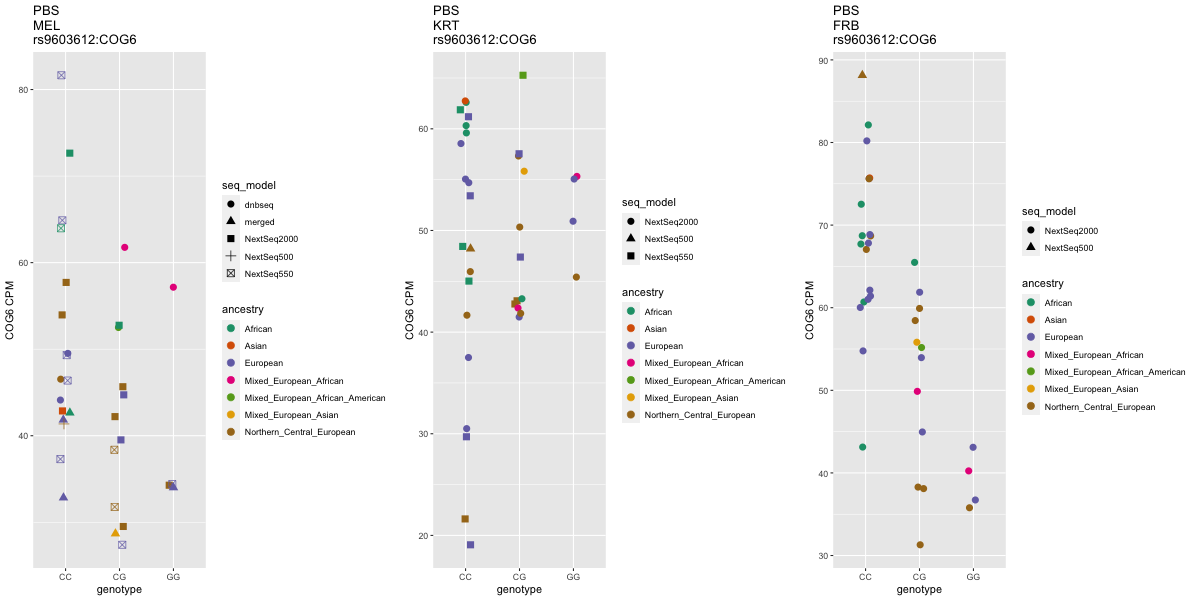 PBS
MEL
rs9603612:COG6
80
60
40
COG6 CPM
CC
CG
GG
genotype
seq_model
dnbseq
merged
NextSeq2000
NextSeq500
NextSeq550
ancestry
African
Asian
European
Mixed_European_African
Mixed_European_African_American
Mixed_European_Asian
Northern_Central_European
PBS
KRT
rs9603612:COG6
60
50
40
30
20
COG6 CPM
CC
CG
GG
genotype
seq_model
NextSeq2000
NextSeq500
NextSeq550
ancestry
African
Asian
European
Mixed_European_African
Mixed_European_African_American
Mixed_European_Asian
Northern_Central_European
PBS
FRB
rs9603612:COG6
90
80
70
60
50
40
30
COG6 CPM
CC
CG
GG
genotype
seq_model
NextSeq2000
NextSeq500
ancestry
African
Asian
European
Mixed_European_African
Mixed_European_African_American
Mixed_European_Asian
Northern_Central_European